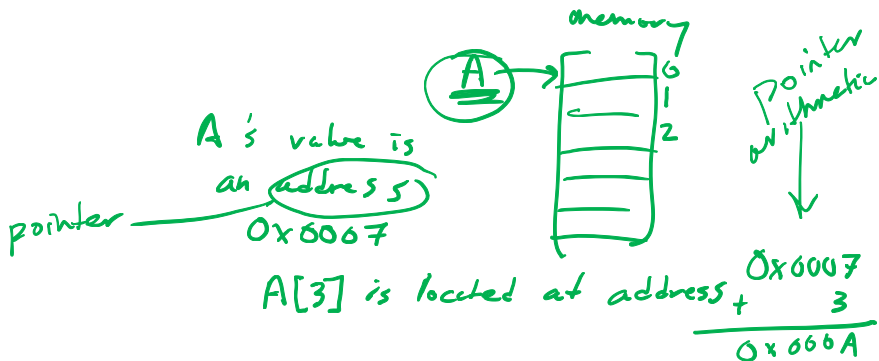 memory
A
0
1
2
pointer
arithmetic
A's value is
an address
pointer
0x0007
A[3] is located at address
0x0007
+ 3
0x000A